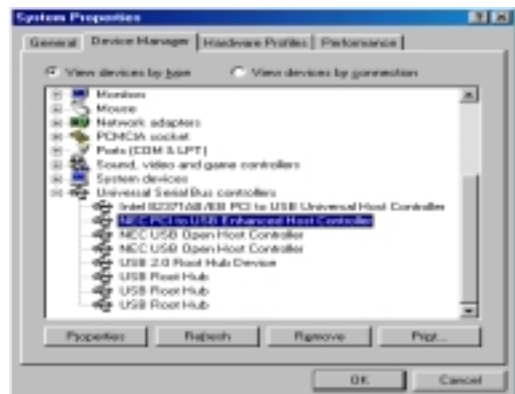 System Properties
General Device Manager Hardware Profiles Performance
View devices by type View devices by connection
Monitors
Mouse
Network adapters
PCMCIA socket
Ports (COM & LPT)
Sound, video and game controllers
System devices
Universal Serial Bus controllers
Intel 82371AB/EB PCI to USB Universal Host Controller
NEC PCI to USB Enhanced Host Controller
NEC USB Open Host Controller
NEC USB Open Host Controller
USB 2.0 Root Hub Device
USB Root Hub
USB Root Hub
USB Root Hub
Properties Refresh Remove Print...
OK Cancel